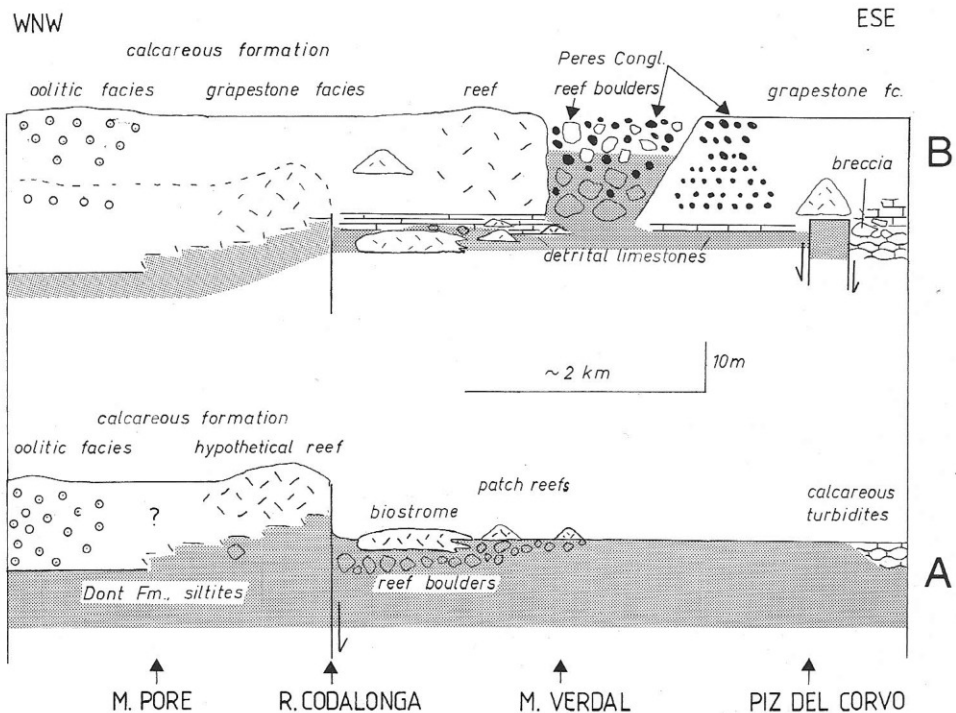 WNW
ESE
calcareous formation
Peres Congl.
oolitic facies
grapestone facies
reef
reef boulders
grapestone fc.
B
breccia
detrital limestones
~2 km
10m
calcareous formation
oolitic facies
hypothetical reef
patch reefs
?
biostrome
calcareous
turbidites
reef boulders
A
Dont Fm., siltites
M. PORE
R. CODALONGA
M. VERDAL
PIZ DEL CORVO